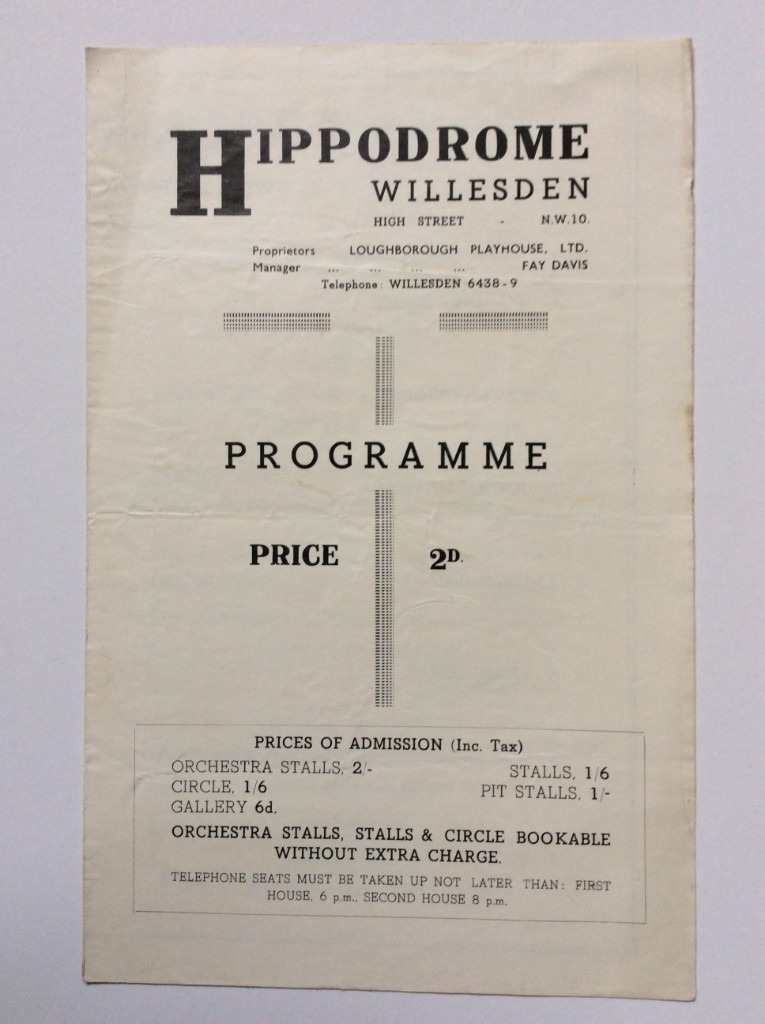 HIPPODROME
WILLESDEN
HIGH STREET - N.W.10.
Proprietors LOUGHBOROUGH PLAYHOUSE, LTD.
Manager ... ... ... ... FAY DAVIS
Telephone: WILLESDEN 6438-9
PROGRAMME
PRICE 2D.
PRICES OF ADMISSION (Inc. Tax)
ORCHESTRA STALLS, 2/- STALLS, 1/6
CIRCLE, 1/6 PIT STALLS, 1/-
GALLERY 6d.
ORCHESTRA STALLS, STALLS & CIRCLE BOOKABLE
WITHOUT EXTRA CHARGE.
TELEPHONE SEATS MUST BE TAKEN UP NOT LATER THAN: FIRST
HOUSE, 6 p.m., SECOND HOUSE 8 p.m.